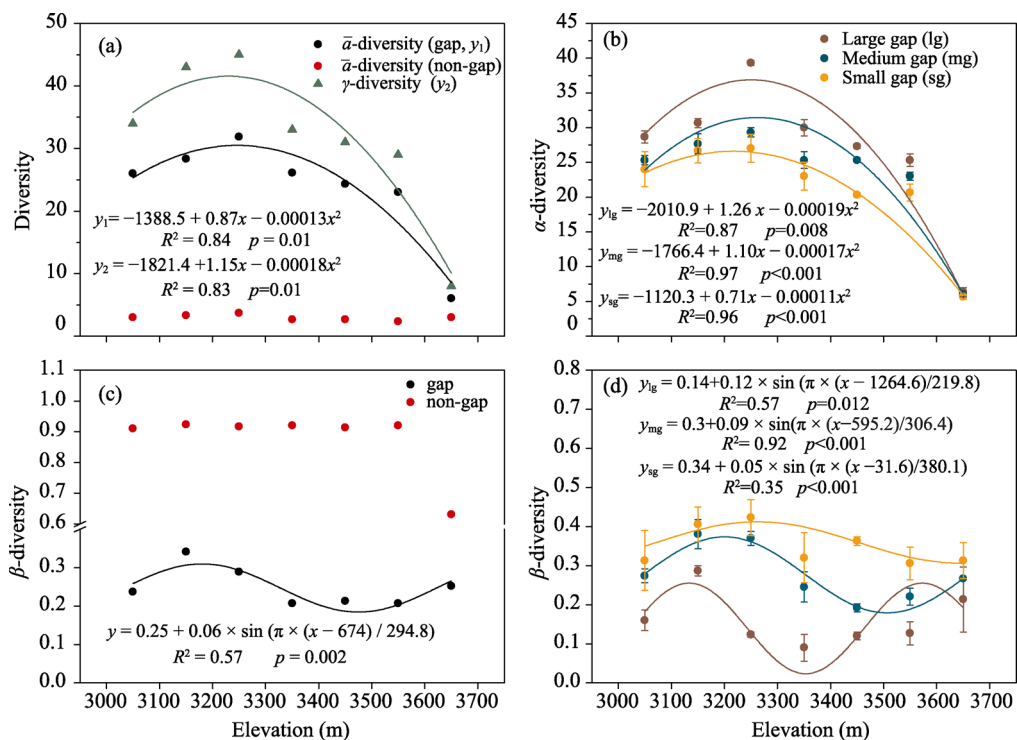 (a)
ā-diversity (gap, y₁)
ā-diversity (non-gap)
γ-diversity (y₂)
Diversity
50
40
30
20
10
0
y₁=−1388.5 + 0.87x − 0.00013x²
R² = 0.84 p = 0.01
y₂ = −1821.4 +1.15x − 0.00018x²
R² = 0.83 p=0.01
(b)
Large gap (lg)
Medium gap (mg)
Small gap (sg)
α-diversity
45
40
35
30
25
20
15
10
5
0
y_lg = −2010.9 + 1.26 x − 0.00019x²
R²=0.87 p=0.008
y_mg = −1766.4 + 1.10x − 0.00017x²
R²=0.97 p<0.001
y_sg= −1120.3 + 0.71x − 0.00011x²
R²=0.96 p<0.001
(c)
gap
non-gap
β-diversity
1.1
1.0
0.9
0.8
0.7
0.6
0.3
0.2
0.1
0.0
y = 0.25 + 0.06 × sin (π × (x − 674) / 294.8)
R² = 0.57 p = 0.002
3000 3100 3200 3300 3400 3500 3600 3700
Elevation (m)
(d)
β-diversity
0.8
0.7
0.6
0.5
0.4
0.3
0.2
0.1
0.0
y_lg = 0.14+0.12 × sin (π × (x − 1264.6)/219.8)
R²=0.57 p=0.012
y_mg = 0.3+0.09 × sin(π × (x−595.2)/306.4)
R²= 0.92 p<0.001
y_sg = 0.34 + 0.05 × sin (π × (x −31.6)/380.1)
R²=0.35 p<0.001
3000 3100 3200 3300 3400 3500 3600 3700
Elevation (m)